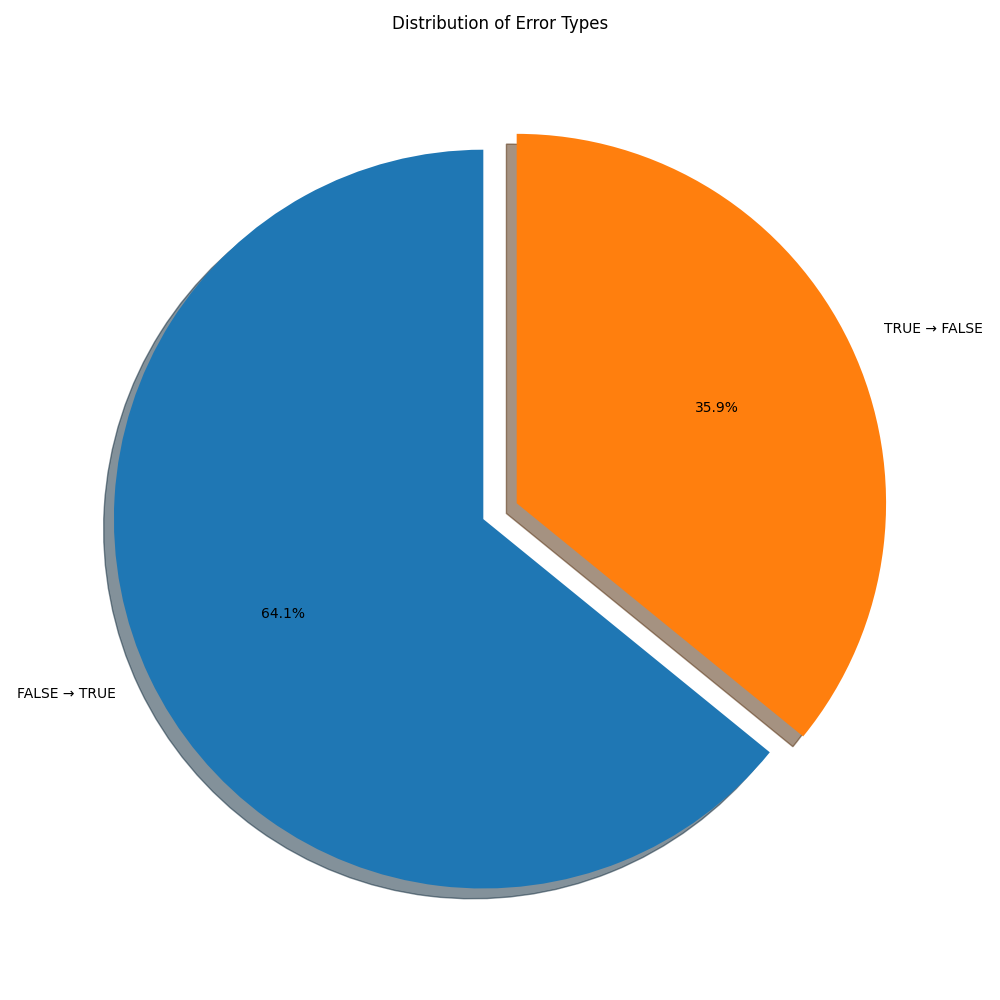 Distribution of Error Types
TRUE → FALSE
35.9%
64.1%
FALSE → TRUE